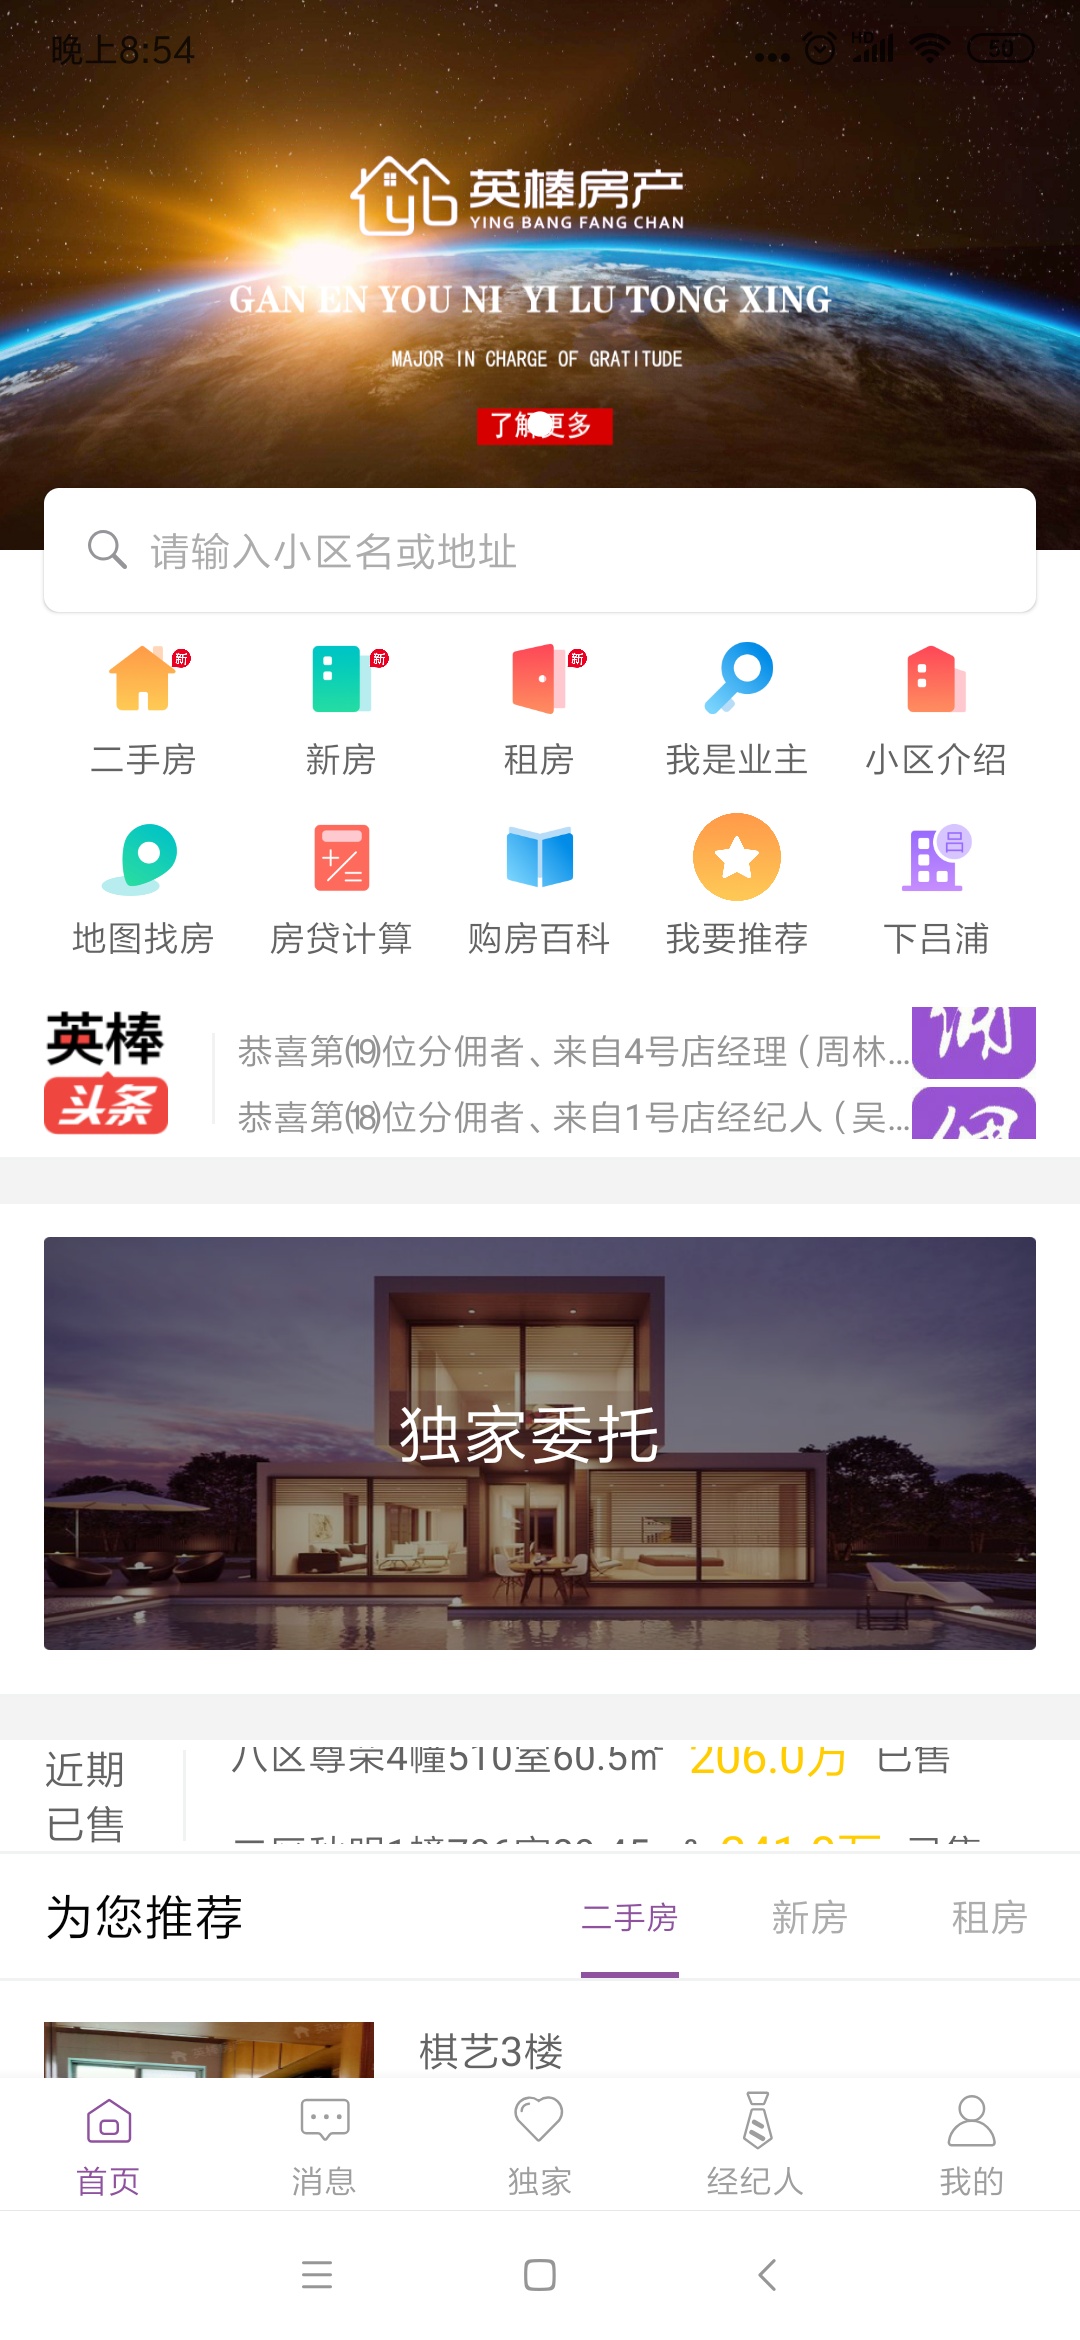 晚上8:54
HD
50
英棒房产
YING BANG FANG CHAN
GAN EN YOU NI YI LU TONG XING
MAJOR IN CHARGE OF GRATITUDE
了解更多
请输入小区名或地址
新
新
新
二手房
新房
租房
我是业主
小区介绍
吕
地图找房
房贷计算
购房百科
我要推荐
下吕浦
英棒
头条
恭喜第⒆位分佣者、来自4号店经理（周林...
恭喜第⒅位分佣者、来自1号店经纪人（吴...
佣
独家委托
近期
已售
八区尊荣4幢510室60.5㎡ 206.0万 已售
为您推荐
二手房
新房
租房
棋艺3楼
首页
消息
独家
经纪人
我的